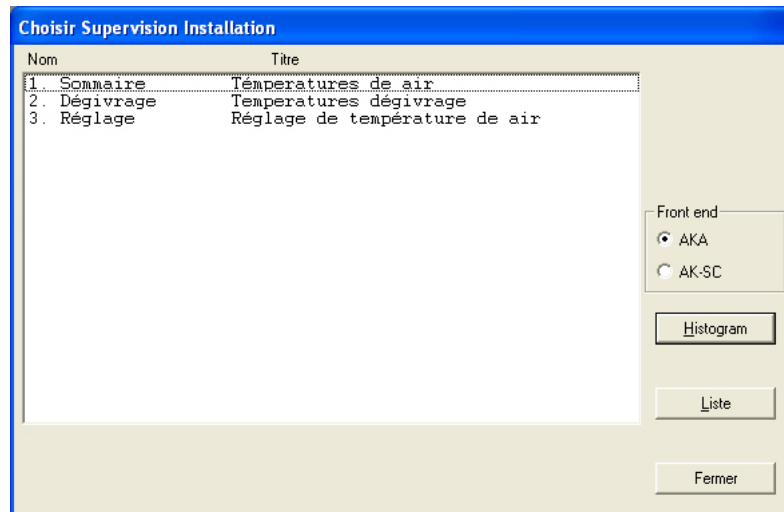 Choisir Supervision Installation
Nom Titre
1. Sommaire Témperatures de air
2. Dégivrage Temperatures dégivrage
3. Réglage Réglage de température de air
Front end
AKA
AK-SC
Histogram
Liste
Fermer